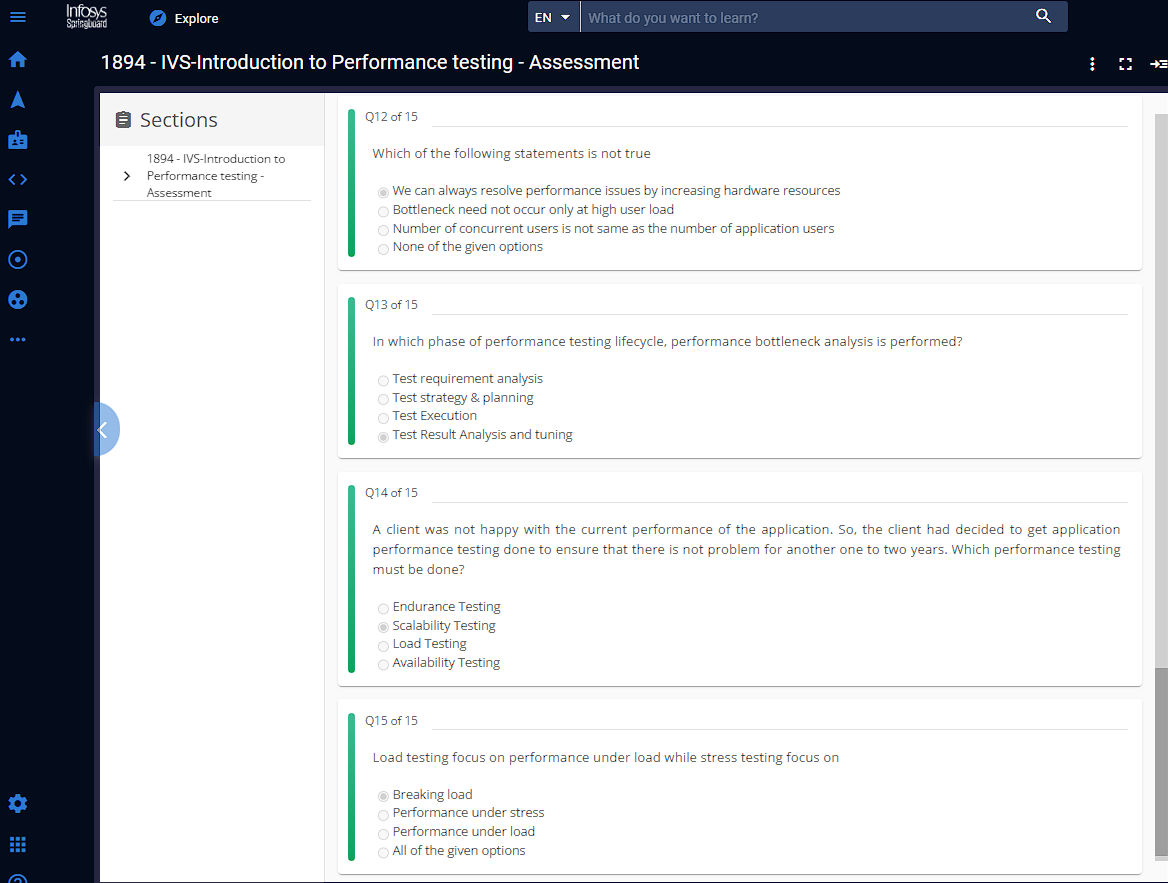 Infosys
Springboard
Explore
EN
What do you want to learn?
1894 - IVS-Introduction to Performance testing - Assessment
Sections
1894 - IVS-Introduction to
Performance testing -
Assessment
Q12 of 15
Which of the following statements is not true
We can always resolve performance issues by increasing hardware resources
Bottleneck need not occur only at high user load
Number of concurrent users is not same as the number of application users
None of the given options
Q13 of 15
In which phase of performance testing lifecycle, performance bottleneck analysis is performed?
Test requirement analysis
Test strategy & planning
Test Execution
Test Result Analysis and tuning
Q14 of 15
A client was not happy with the current performance of the application. So, the client had decided to get application
performance testing done to ensure that there is not problem for another one to two years. Which performance testing
must be done?
Endurance Testing
Scalability Testing
Load Testing
Availability Testing
Q15 of 15
Load testing focus on performance under load while stress testing focus on
Breaking load
Performance under stress
Performance under load
All of the given options